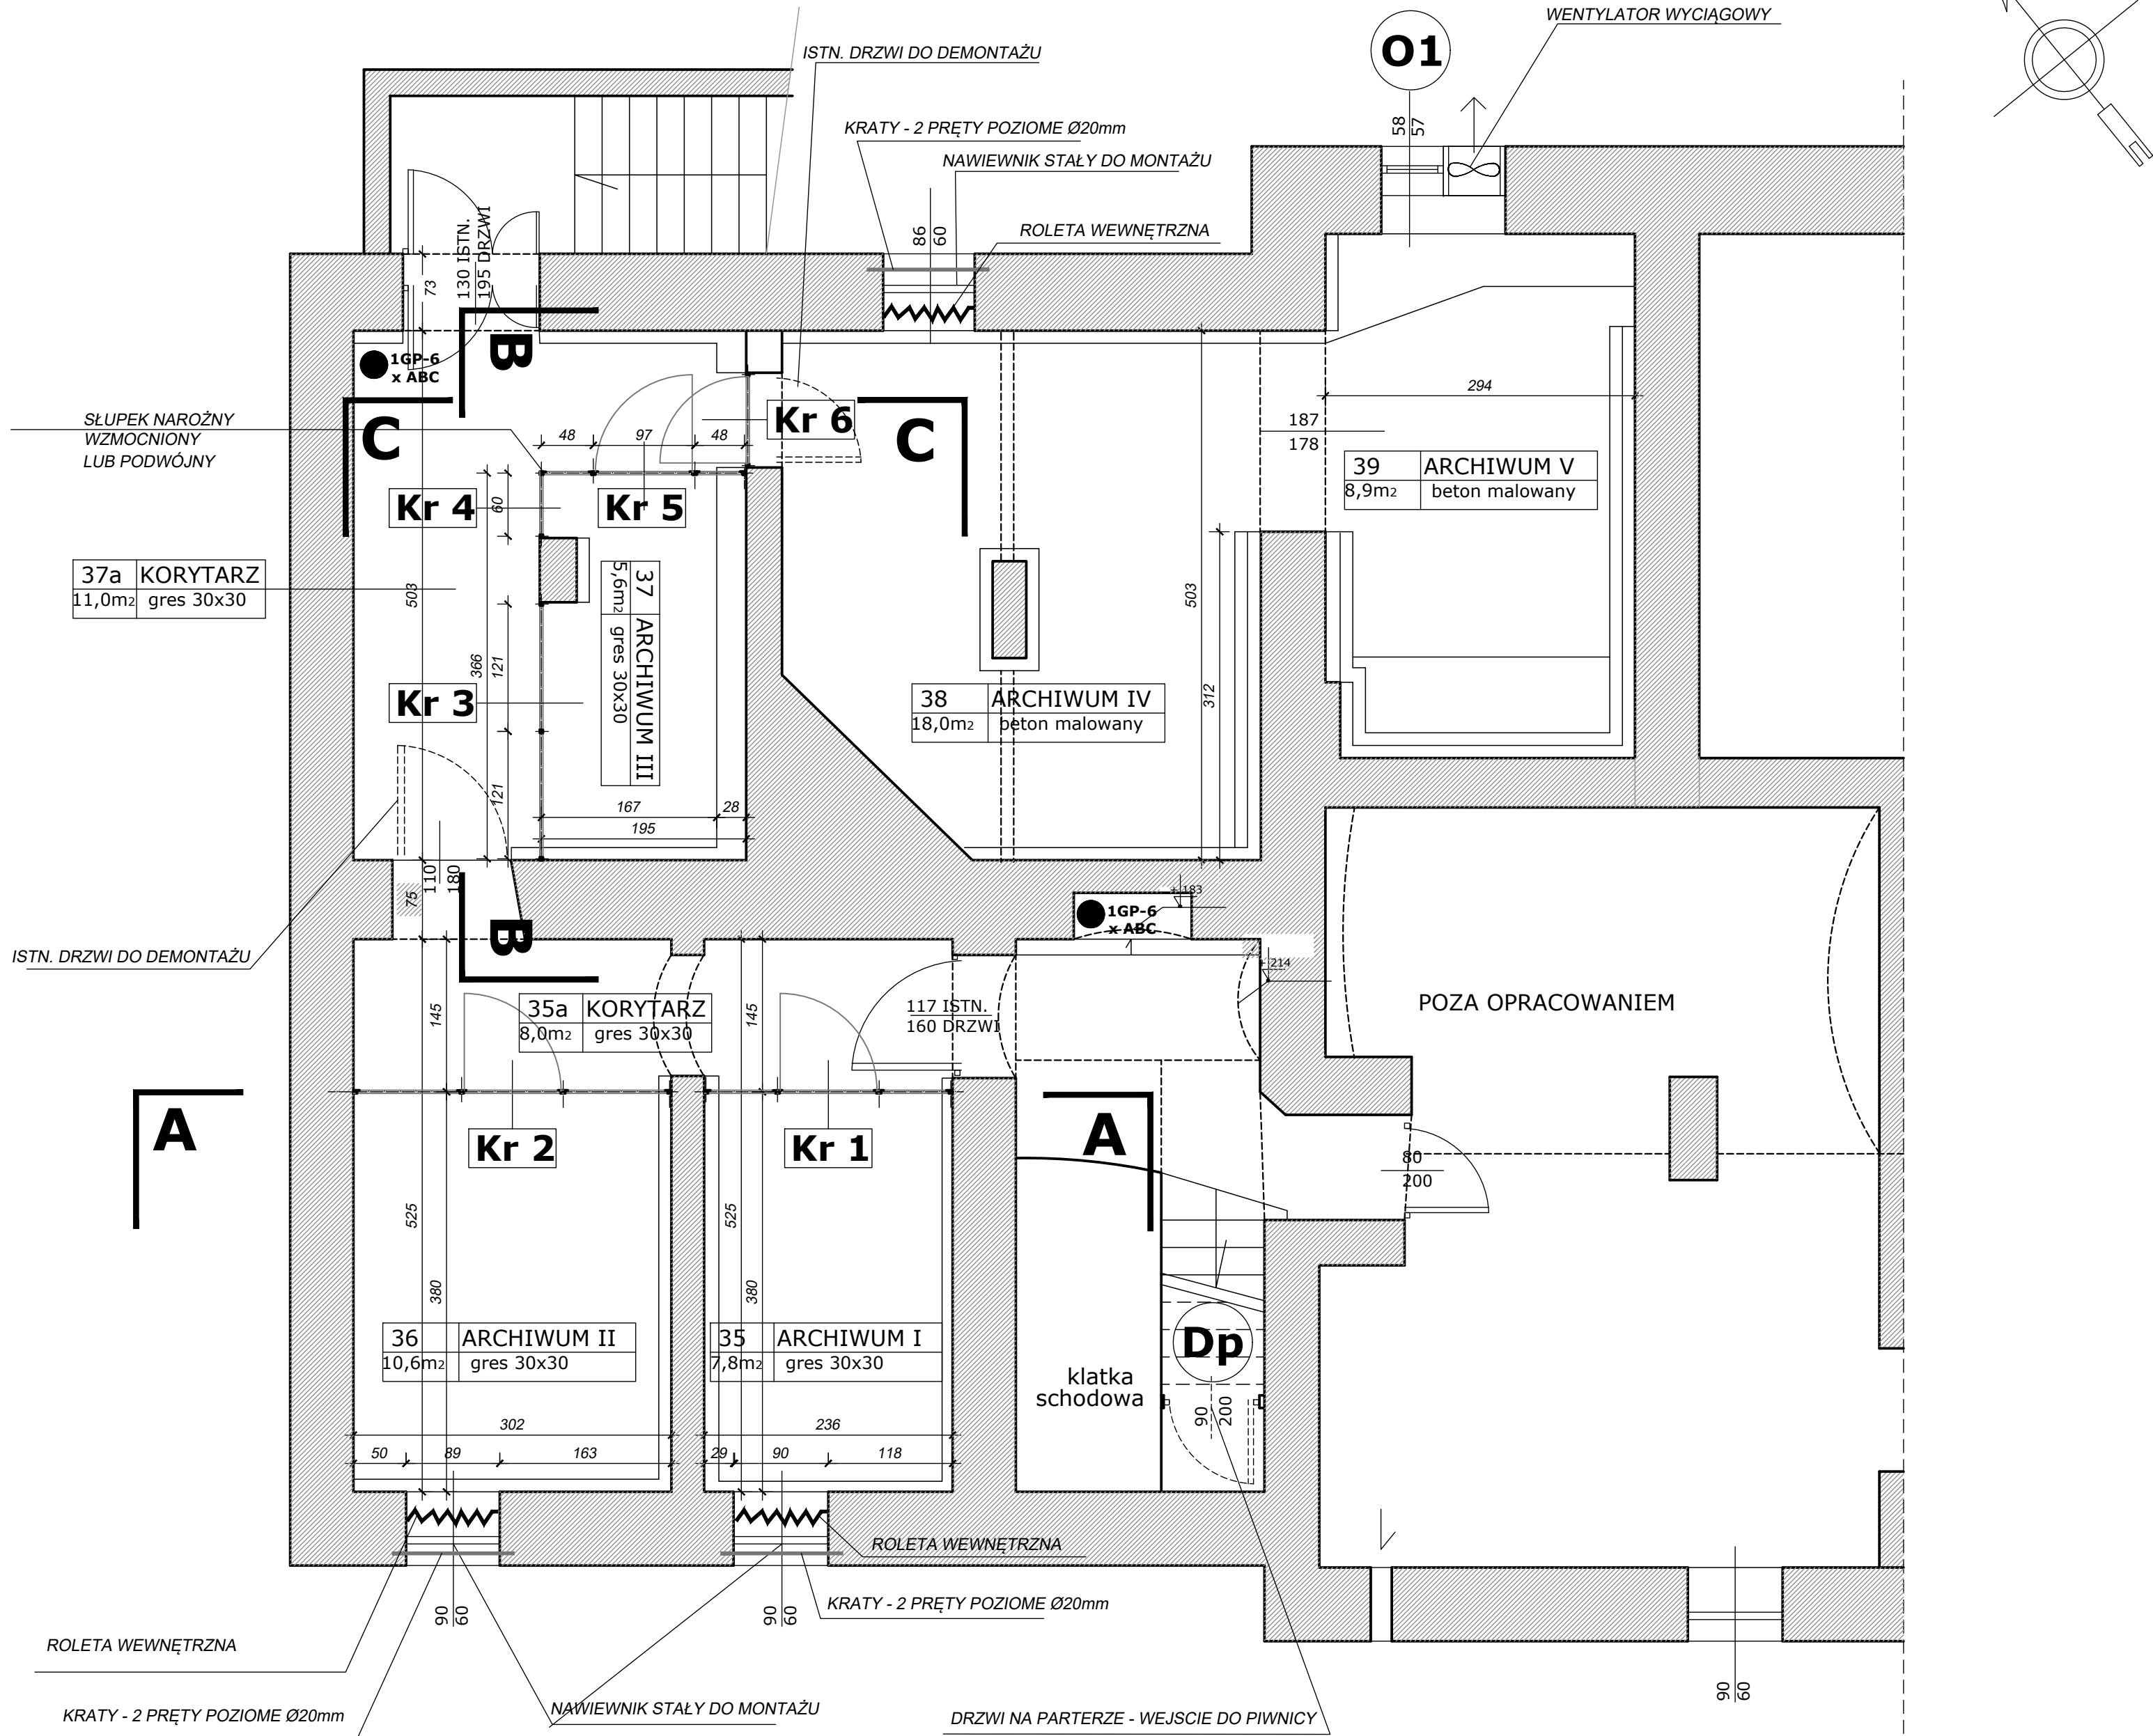 WENTYLATOR WYCIĄGOWY
O1
ISTN. DRZWI DO DEMONTAŻU
58
57
KRATY - 2 PRĘTY POZIOME Ø20mm
NAWIEWNIK STAŁY DO MONTAŻU
86
60
ROLETA WEWNĘTRZNA
130 ISTN.
195 DRZWI
73
B
1GP-6
x ABC
294
SŁUPEK NAROŻNY
WZMOCNIONY
LUB PODWÓJNY
C
Kr 6
C
187
178
48
97
48
39 ARCHIWUM V
8,9m2 beton malowany
Kr 4
60
Kr 5
37a KORYTARZ
11,0m2 gres 30x30
503
366
121
37 ARCHIWUM III
5,6m2 gres 30x30
503
312
Kr 3
38 ARCHIWUM IV
18,0m2 beton malowany
121
167
28
195
110
180
75
B
+ 183
1GP-6
x ABC
ISTN. DRZWI DO DEMONTAŻU
+ 214
145
35a KORYTARZ
8,0m2 gres 30x30
145
117 ISTN.
160 DRZWI
POZA OPRACOWANIEM
A
Kr 2
Kr 1
A
80
200
525
380
525
380
36 ARCHIWUM II
10,6m2 gres 30x30
35 ARCHIWUM I
7,8m2 gres 30x30
Dp
klatka
schodowa
90
200
302
236
50
89
163
29
90
118
ROLETA WEWNĘTRZNA
90
60
90
60
KRATY - 2 PRĘTY POZIOME Ø20mm
ROLETA WEWNĘTRZNA
90
60
KRATY - 2 PRĘTY POZIOME Ø20mm
NAWIEWNIK STAŁY DO MONTAŻU
DRZWI NA PARTERZE - WEJSCIE DO PIWNICY